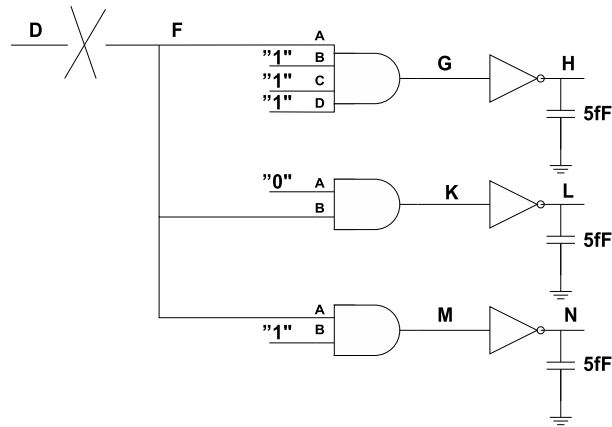 D F A G H
”1" B
”1" C
”1" D
5fF
”0" A K L
B
5fF
A M N
”1" B
5fF